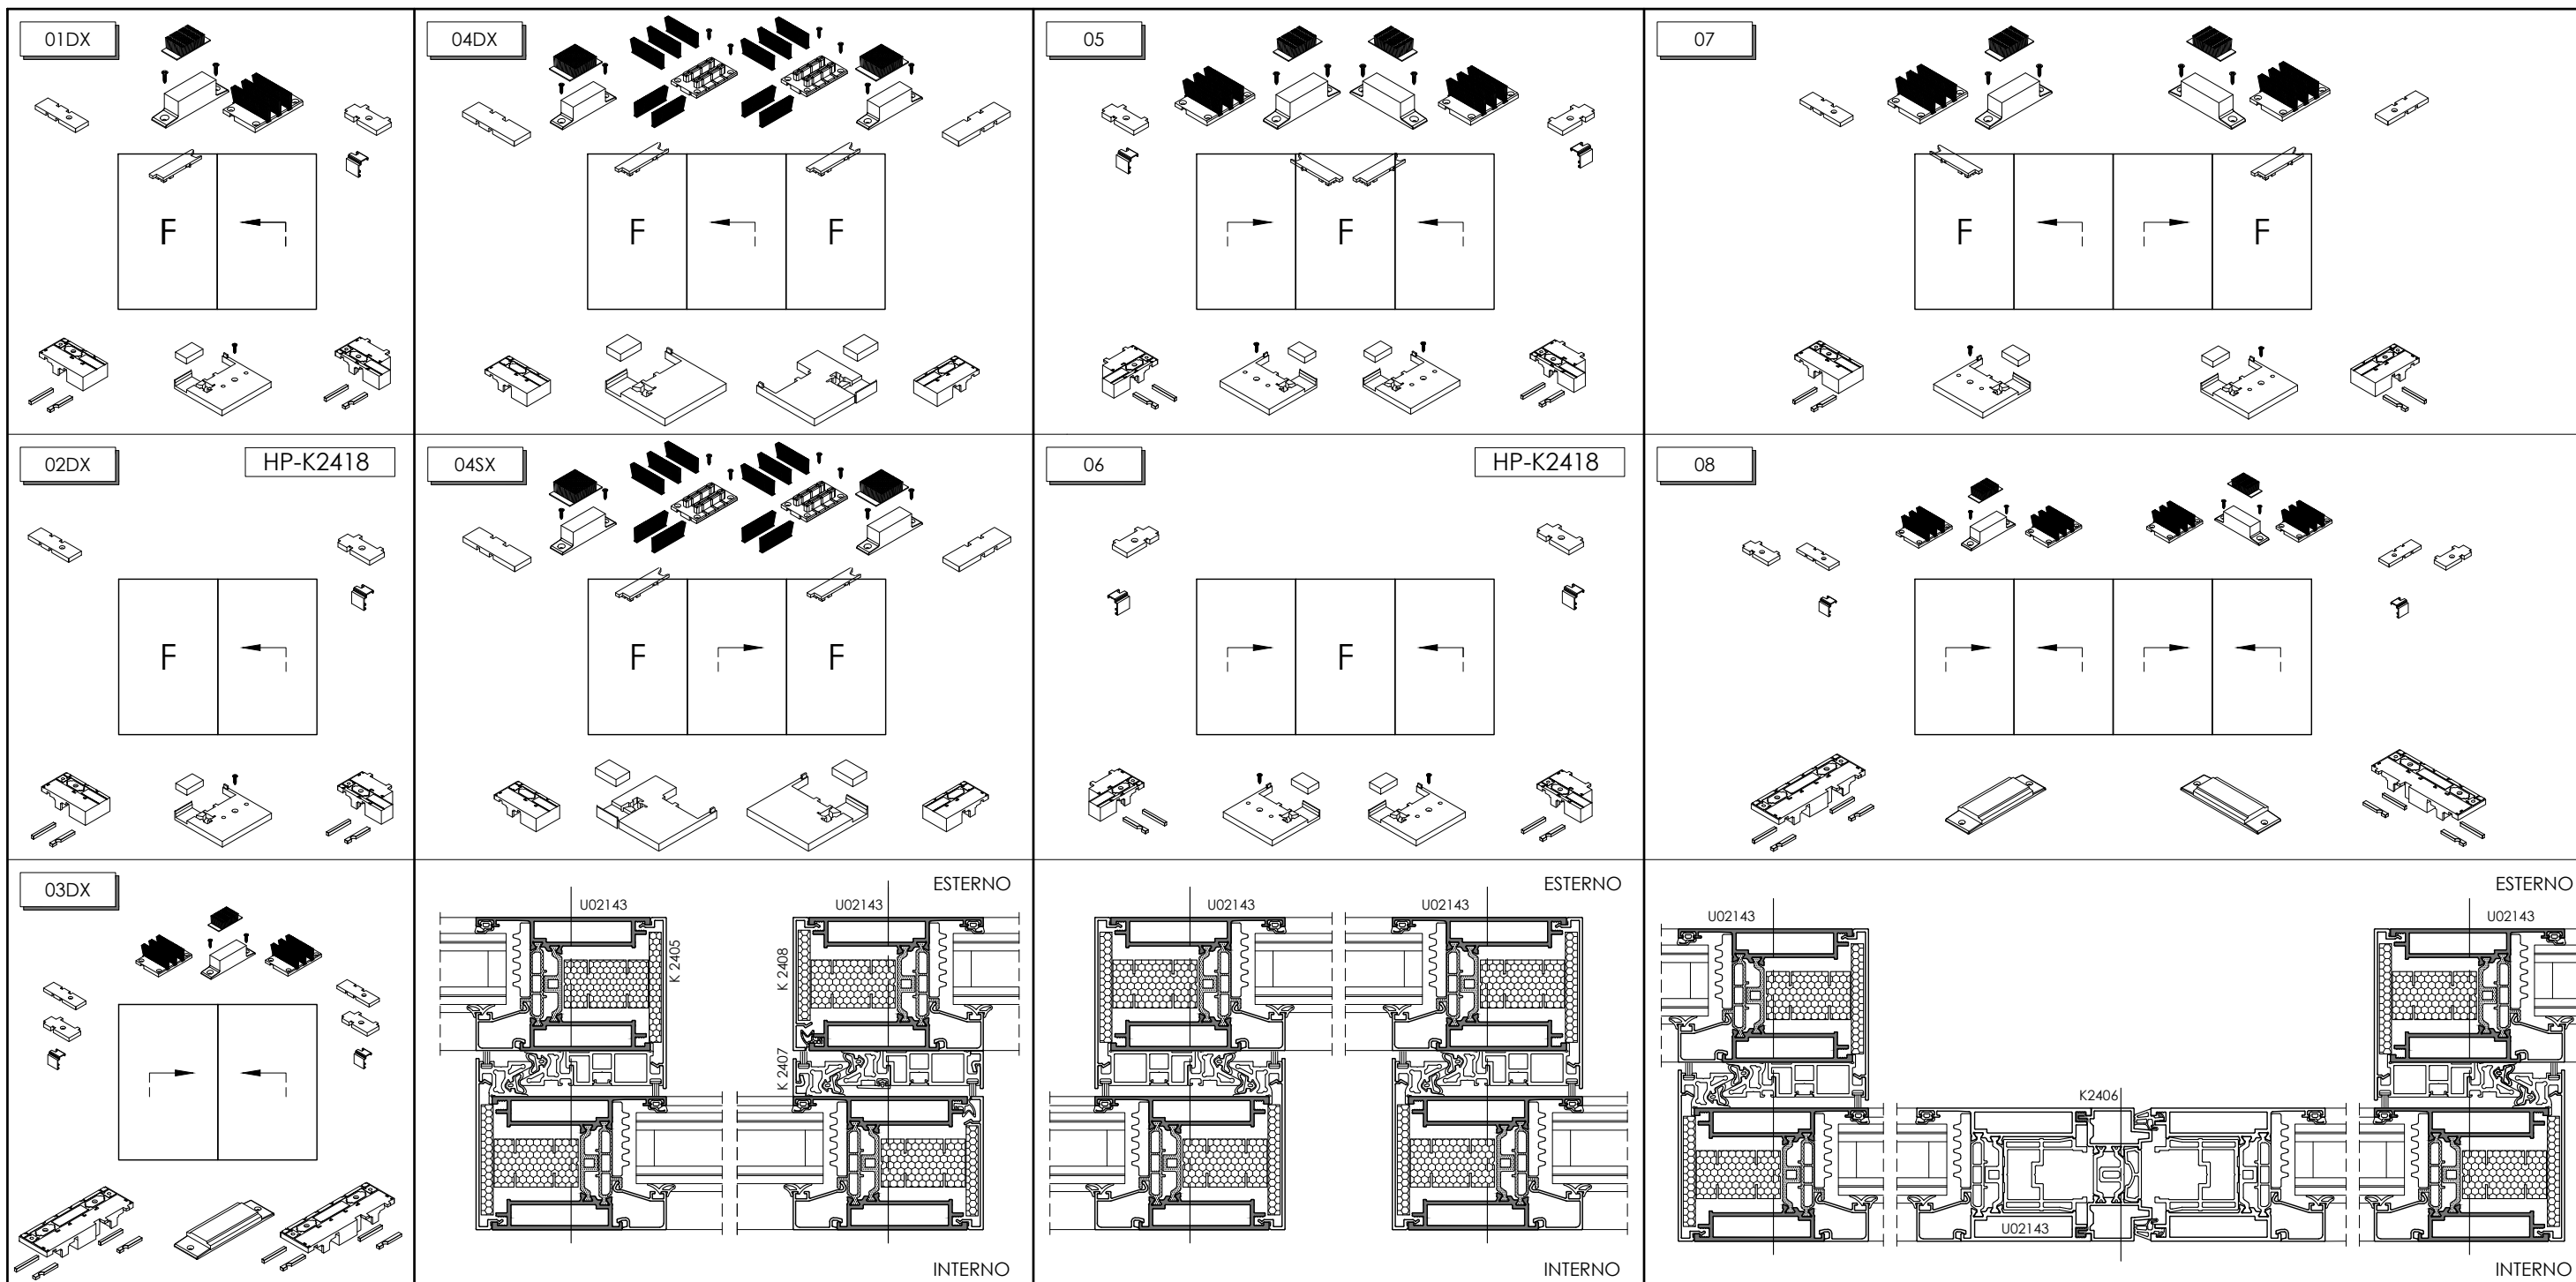 01DX
F
04DX
F
F
05
F
07
F
F
02DX
HP-K2418
F
04SX
F
F
06
HP-K2418
F
08
03DX
ESTERNO
U02143
U02143
K 2405
K 2408
K 2407
INTERNO
ESTERNO
U02143
U02143
INTERNO
ESTERNO
U02143
U02143
K2406
U02143
INTERNO